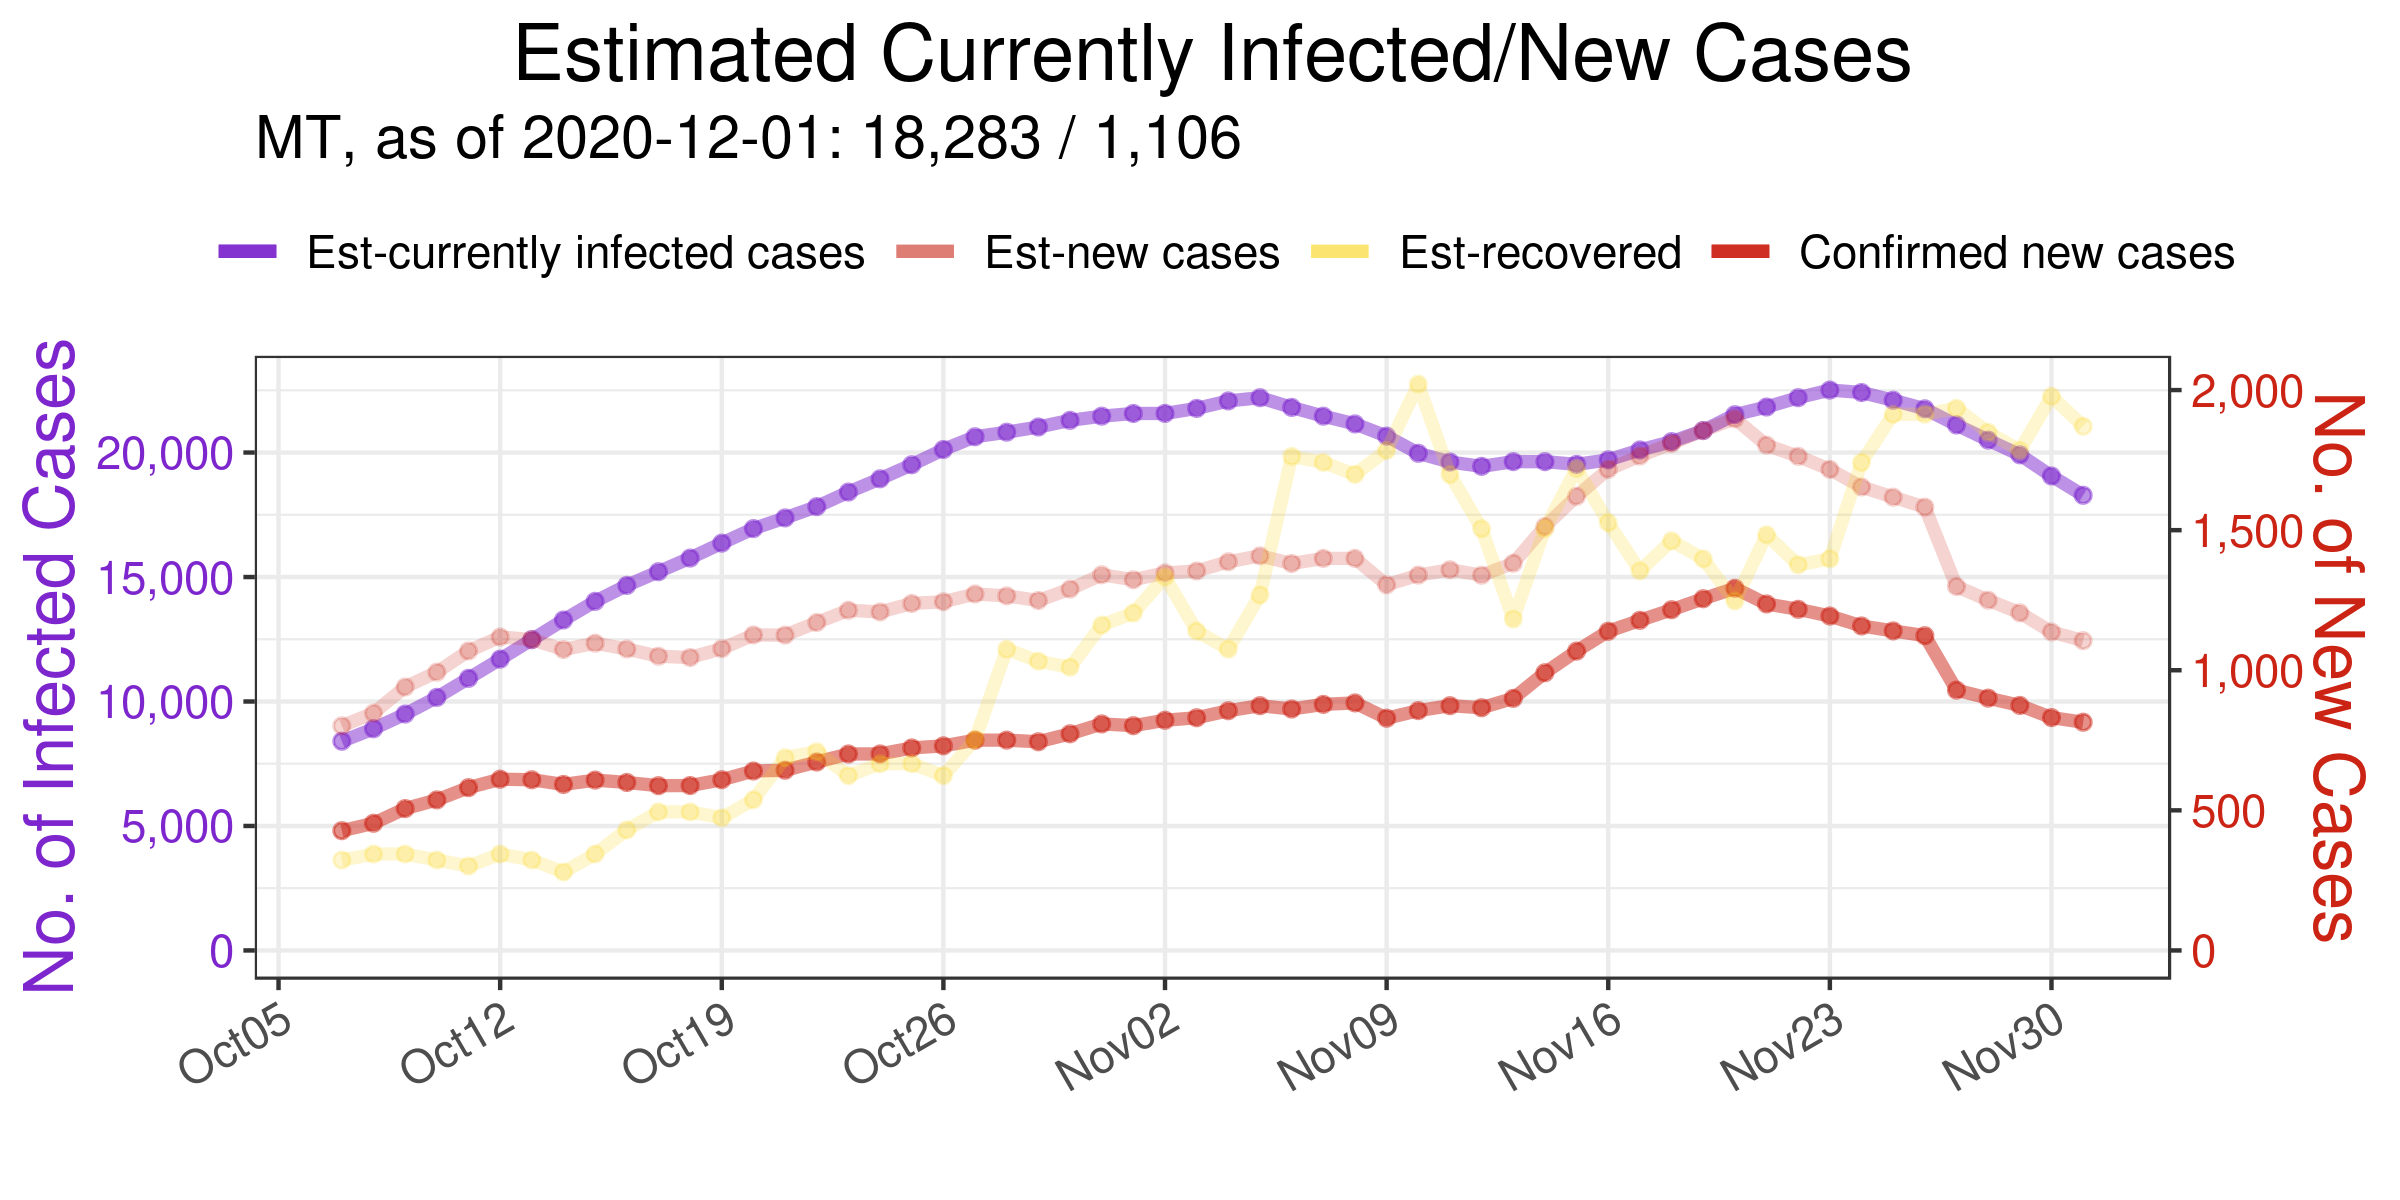 Estimated Currently Infected/New Cases
MT, as of 2020-12-01: 18,283 / 1,106
Est-currently infected cases Est-new cases Est-recovered Confirmed new cases
No. of Infected Cases
20,000
15,000
10,000
5,000
0
2,000
1,500
1,000
500
0
No. of New Cases
Oct05 Oct12 Oct19 Oct26 Nov02 Nov09 Nov16 Nov23 Nov30